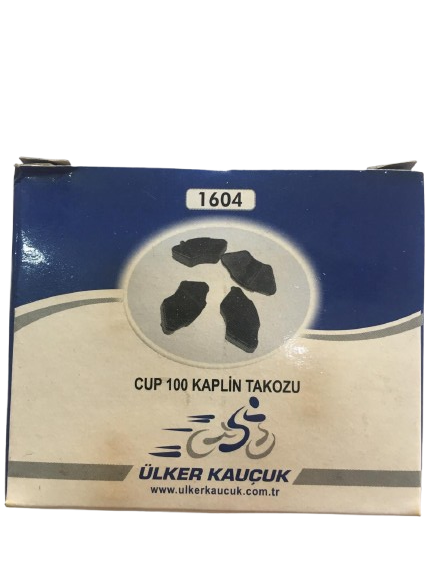 1604
CUP 100 KAPLİN TAKOZU
ÜLKER KAUÇUK
www.ulkerkaucuk.com.tr